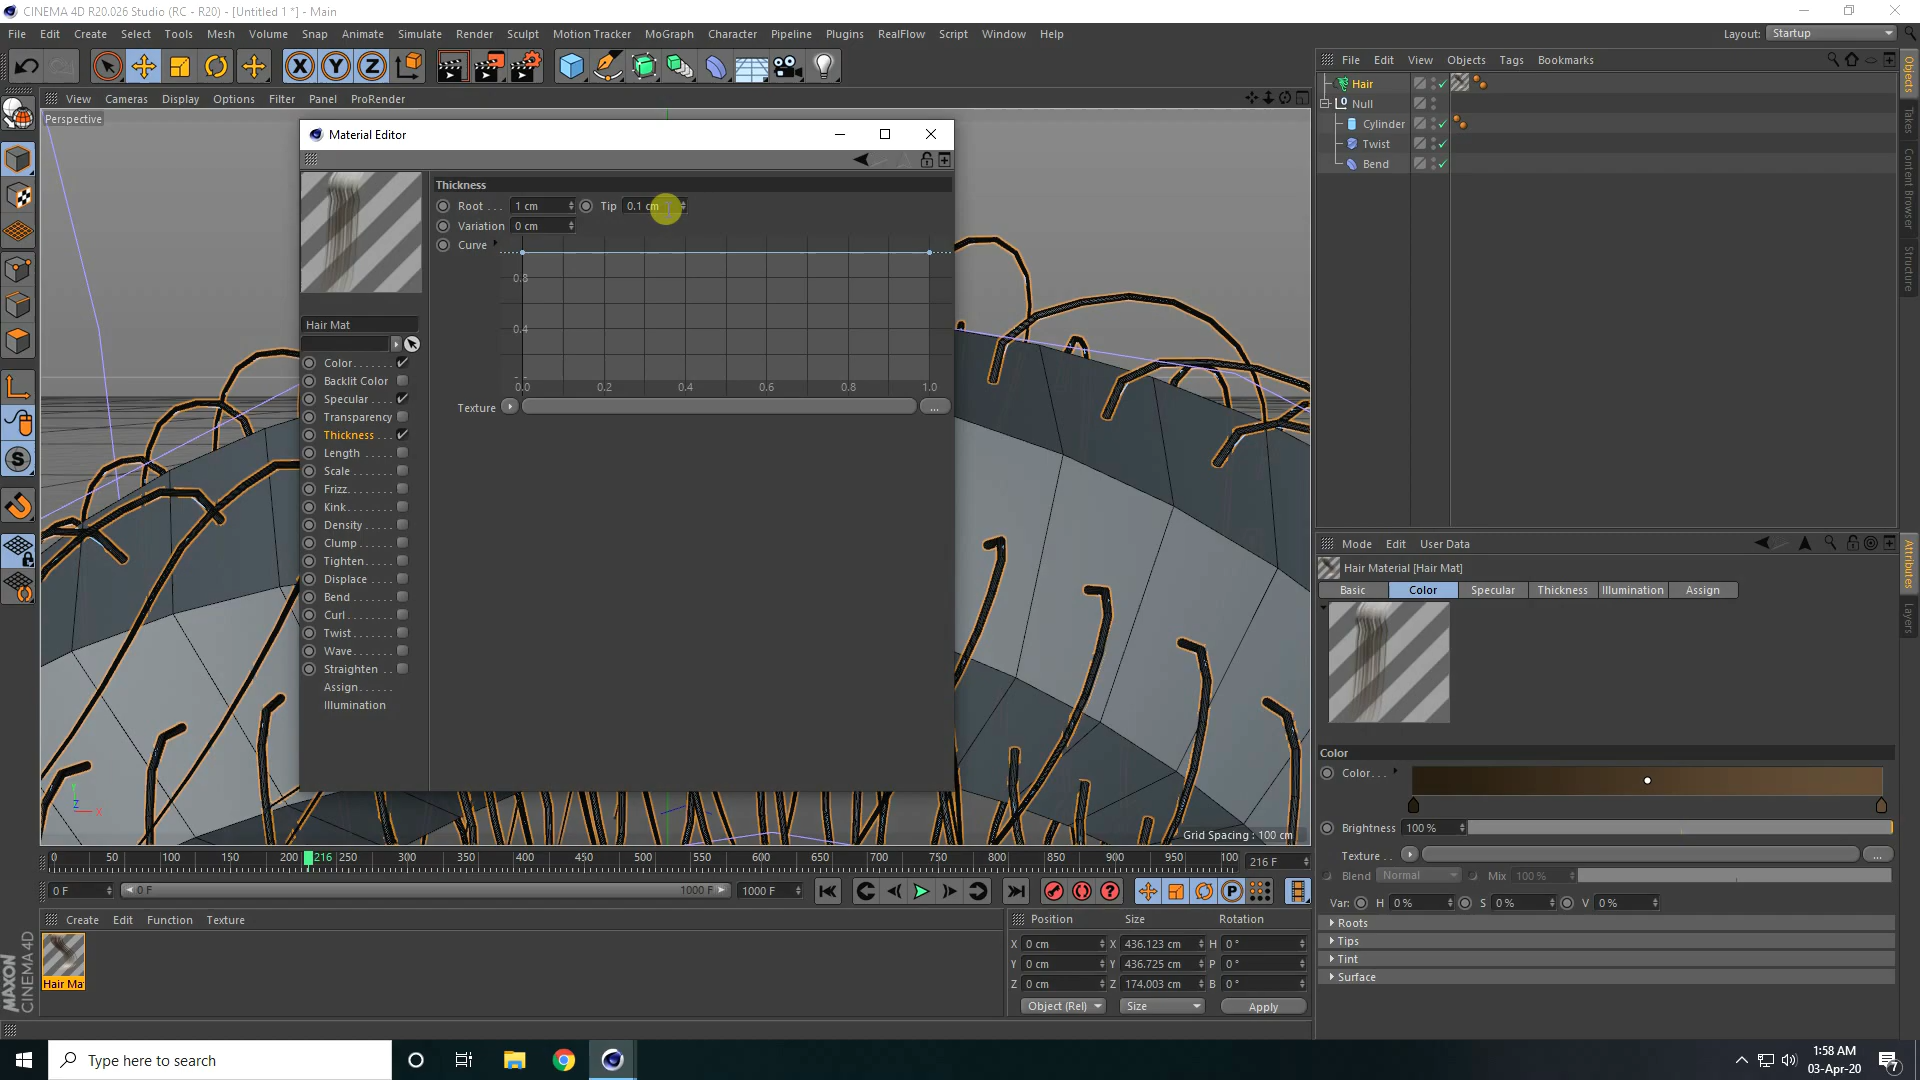 CINEMA 4D R20.026 Studio (RC - R20) - [Untitled 1 *] - Main
File Edit Create Select Tools Mesh Volume Snap Animate Simulate Render Sculpt Motion Tracker MoGraph Character Pipeline Plugins RealFlow Script Window Help
Layout: Startup
X Y Z
View Cameras Display Options Filter Panel ProRender
Perspective
Material Editor
Thickness
Root . . . 1 cm Tip 0.1 cm
Variation 0 cm
Curve
0.8
0.4
0.0 0.2 0.4 0.6 0.8 1.0
Texture ...
Hair Mat
Color
Backlit Color
Specular
Transparency
Thickness
Length
Scale
Frizz
Kink
Density
Clump
Tighten
Displace
Bend
Curl
Twist
Wave
Straighten
Assign
Illumination
Y
Z X
Grid Spacing : 100 cm
File Edit View Objects Tags Bookmarks
Hair
Null
Cylinder
Twist
Bend
Objects
Takes
Content Browser
Structure
Mode Edit User Data
Hair Material [Hair Mat]
Basic Color Specular Thickness Illumination Assign
Attributes
Layers
Color
Color. . .
Brightness 100 %
Texture . . ...
Blend Normal Mix 100 %
Var: H 0 % S 0 % V 0 %
Roots
Tips
Tint
Surface
0 50 100 150 200 216 250 300 350 400 450 500 550 600 650 700 750 800 850 900 950 100 216 F
0 F 0 F 1000 F 1000 F
Create Edit Function Texture
Hair Ma
MAXON
CINEMA 4D
Position Size Rotation
X 0 cm X 436.123 cm H 0 °
Y 0 cm Y 436.725 cm P 0 °
Z 0 cm Z 174.003 cm B 0 °
Object (Rel) Size Apply
Type here to search
1:58 AM
03-Apr-20
7